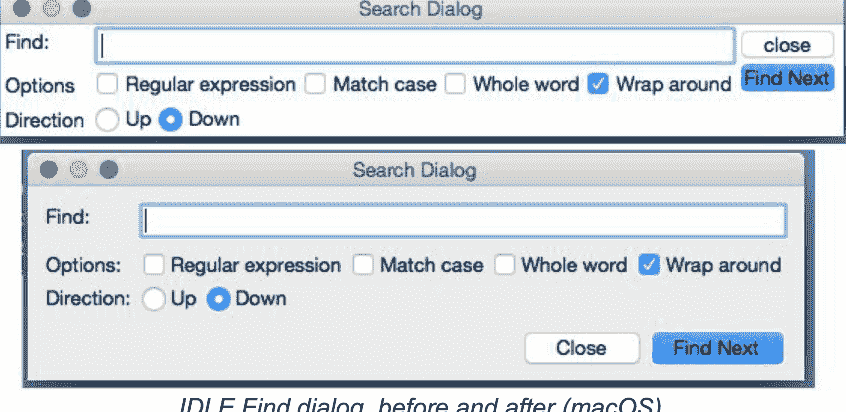 Search Dialog
Find: close
Options Regular expression Match case Whole word Wrap around Find Next
Direction Up Down
Search Dialog
Find:
Options: Regular expression Match case Whole word Wrap around
Direction: Up Down
Close Find Next
IDLE Find dialog, before and after (macOS)